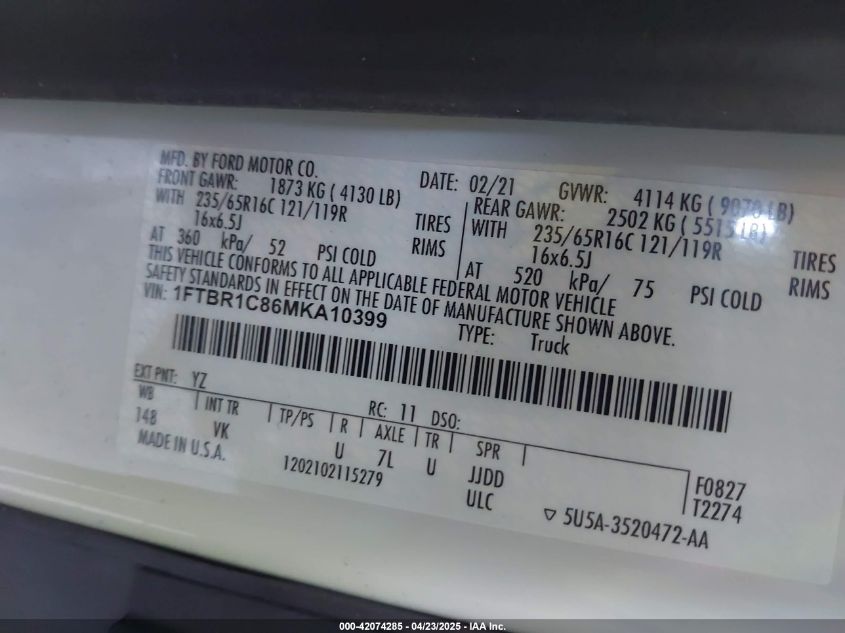 MFD. BY FORD MOTOR CO.
DATE: 02/21 GVWR: 4114 KG ( 9070 LB)
FRONT GAWR: 1873 KG ( 4130 LB)
WITH 235/65R16C 121/119R TIRES
16x6.5J RIMS
AT 360 kPa/ 52 PSI COLD
REAR GAWR: 2502 KG ( 5515 LB)
WITH 235/65R16C 121/119R TIRES
16x6.5J RIMS
AT 520 kPa/ 75 PSI COLD
THIS VEHICLE CONFORMS TO ALL APPLICABLE FEDERAL MOTOR VEHICLE
SAFETY STANDARDS IN EFFECT ON THE DATE OF MANUFACTURE SHOWN ABOVE.
VIN: 1FTBR1C86MKA10399
TYPE: Truck
EXT PNT: YZ RC: 11 DSO:
WB INT TR TP/PS R AXLE TR SPR
148 VK U 7L U JJDD
MADE IN U.S.A.
1202102115279 ULC
F0827
T2274
▽ 5U5A-3520472-AA
000-42074285 - 04/23/2025 - IAA Inc.